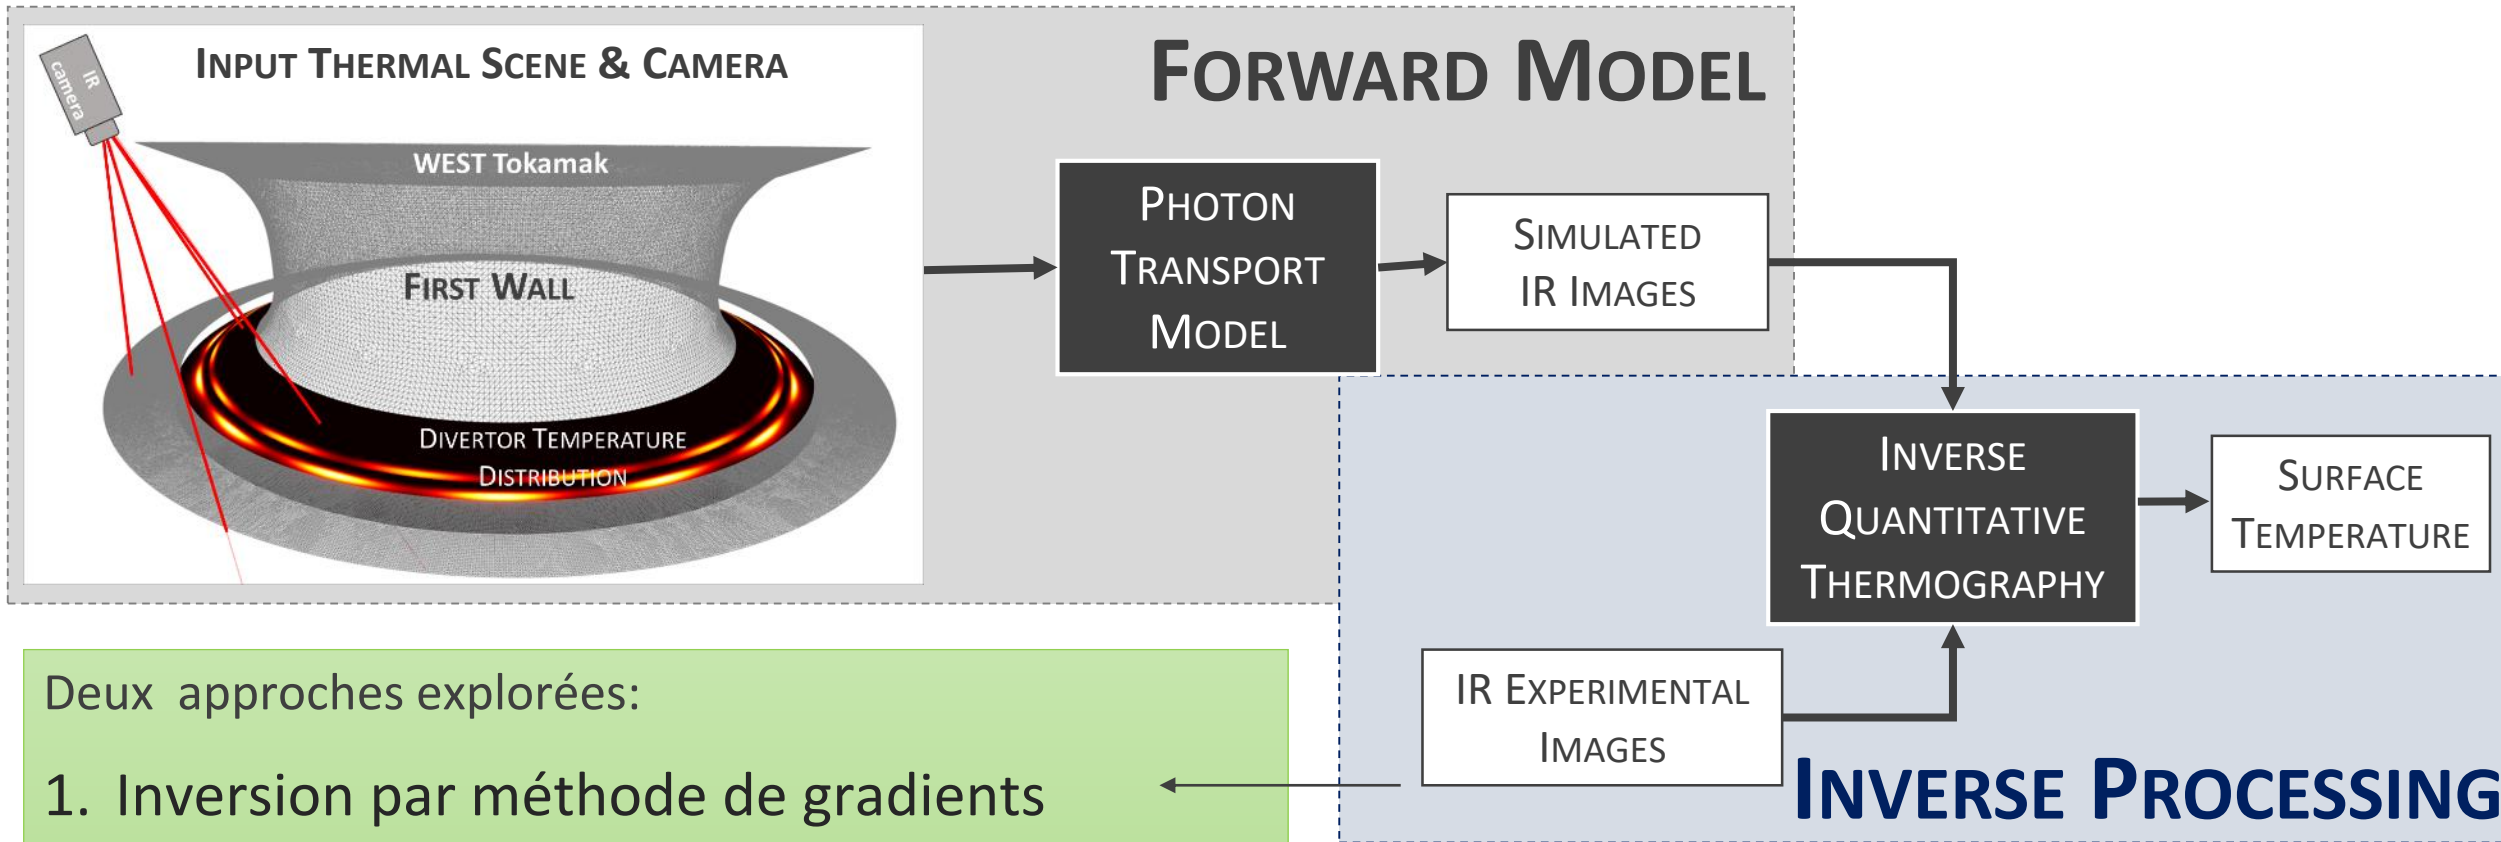 INPUT THERMAL SCENE & CAMERA
IR
camera
WEST Tokamak
FIRST WALL
DIVERTOR TEMPERATURE
DISTRIBUTION
FORWARD MODEL
PHOTON
TRANSPORT
MODEL
SIMULATED
IR IMAGES
INVERSE
QUANTITATIVE
THERMOGRAPHY
SURFACE
TEMPERATURE
IR EXPERIMENTAL
IMAGES
INVERSE PROCESSING
Deux approches explorées:
1. Inversion par méthode de gradients